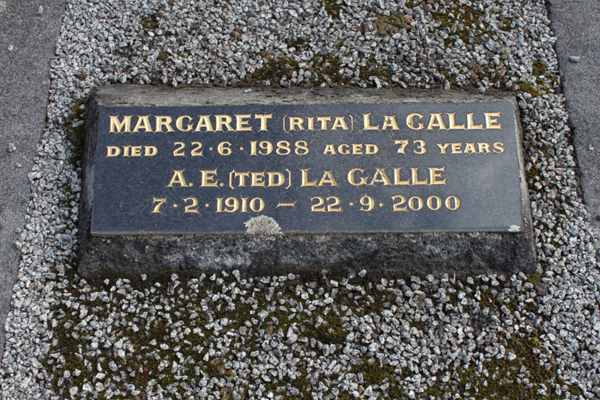 MARGARET (RITA) LA GALLE
DIED 22·6·1988 AGED 73 YEARS
A. E. (TED) LA GALLE
7·2·1910 – 22·9·2000